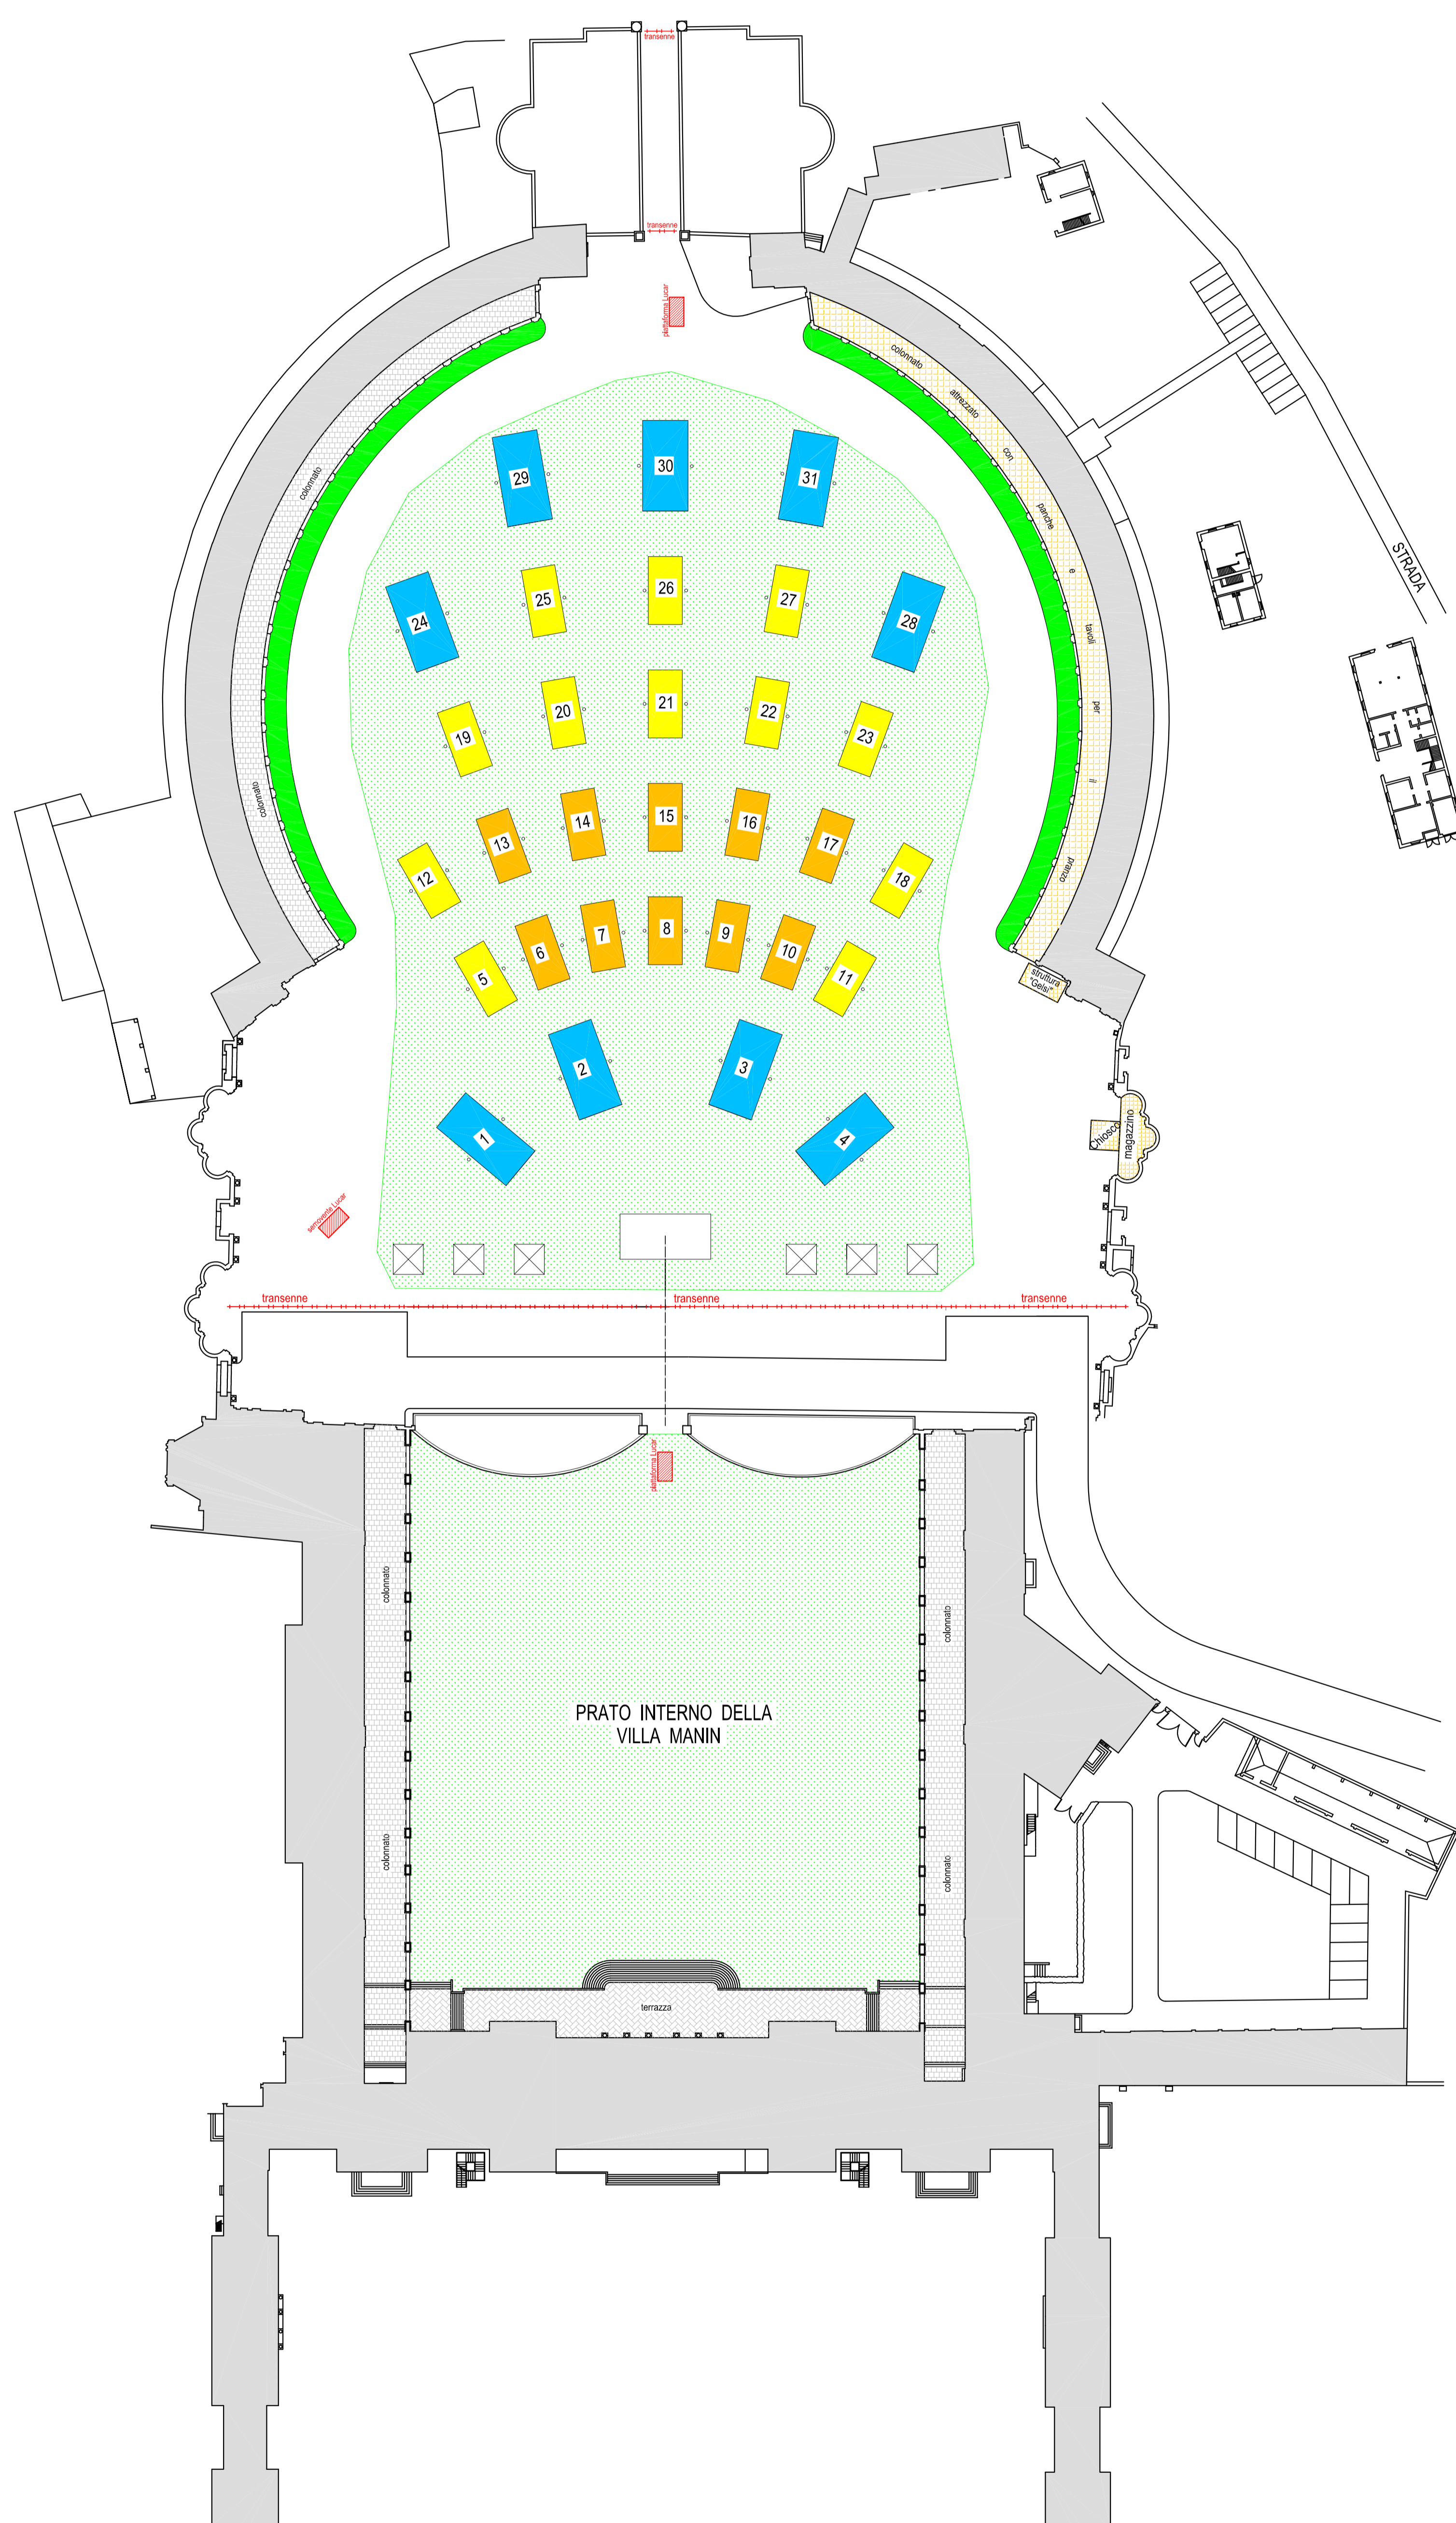 transenne
transenne
piattaforma Lucar
colonnato
attrezzato
con
panche
e
tavoli
per
il
pranzo
colonnato
colonnato
STRADA
29
30
31
24
25
26
27
28
19
20
21
22
23
12
13
14
15
16
17
18
5
6
7
8
9
10
11
struttura
"Gelsi"
2
3
1
4
Chiosco
magazzino
semovente Lucar
transenne
transenne
transenne
piattaforma Lucar
colonnato
colonnato
PRATO INTERNO DELLA
VILLA MANIN
colonnato
colonnato
terrazza